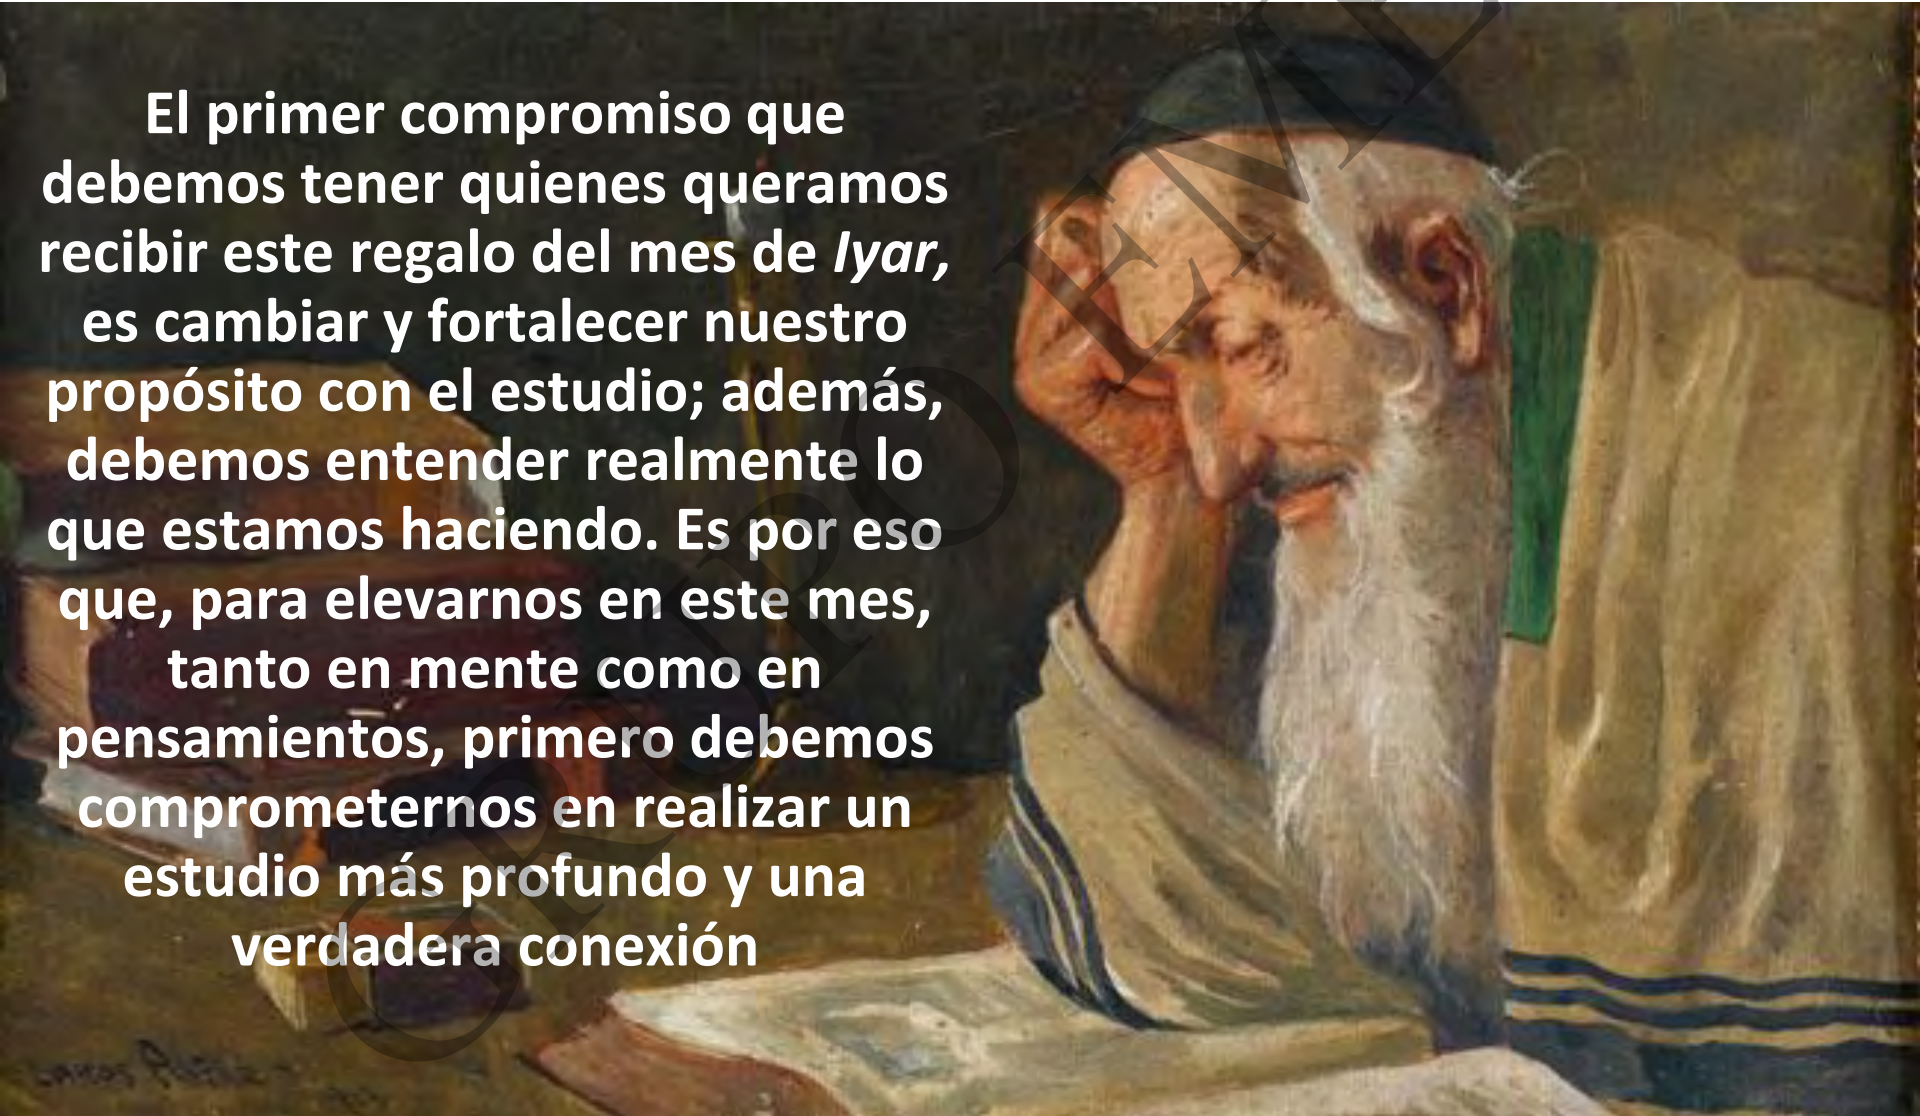 El primer compromiso que
debemos tener quienes queramos
recibir este regalo del mes de Iyar,
es cambiar y fortalecer nuestro
propósito con el estudio; además,
debemos entender realmente lo
que estamos haciendo. Es por eso
que, para elevarnos en este mes,
tanto en mente como en
pensamientos, primero debemos
comprometernos en realizar un
estudio más profundo y una
verdadera conexión
GRUPO EME